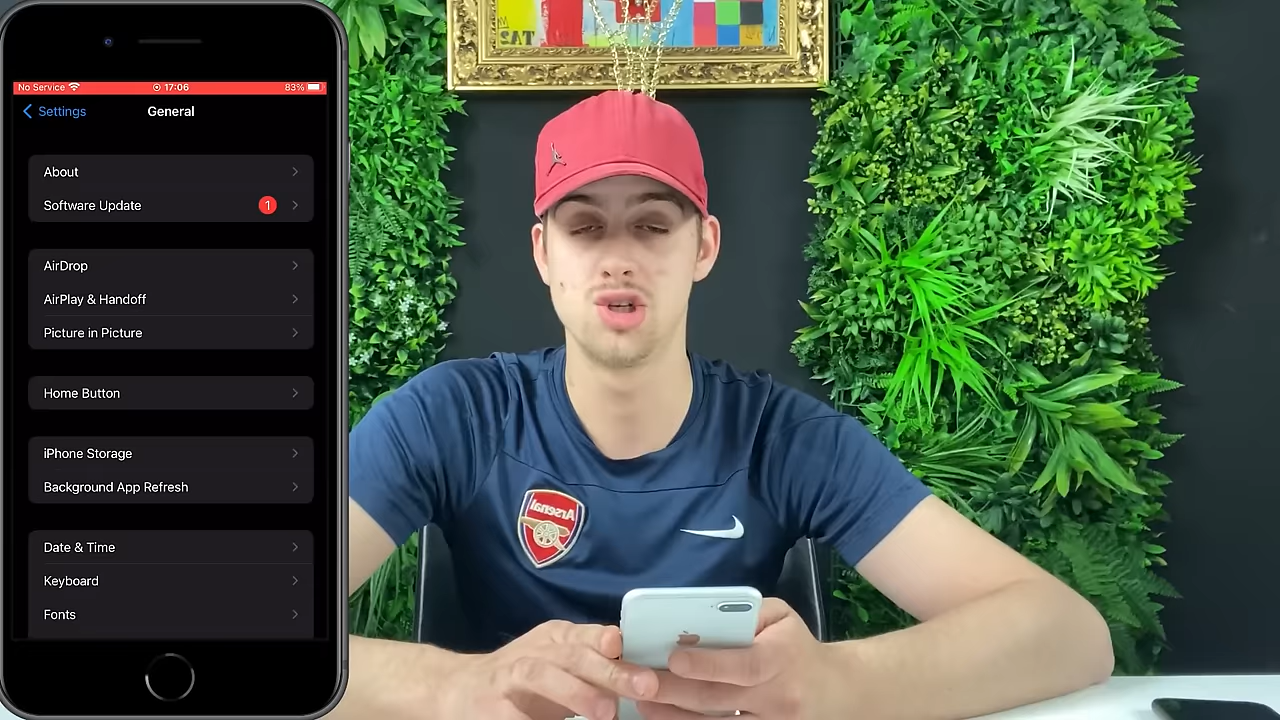 No Service
17:06
83%
Settings
General
About
Software Update
1
AirDrop
AirPlay & Handoff
Picture in Picture
Home Button
iPhone Storage
Background App Refresh
Date & Time
Keyboard
Fonts
SAT
Arsenal